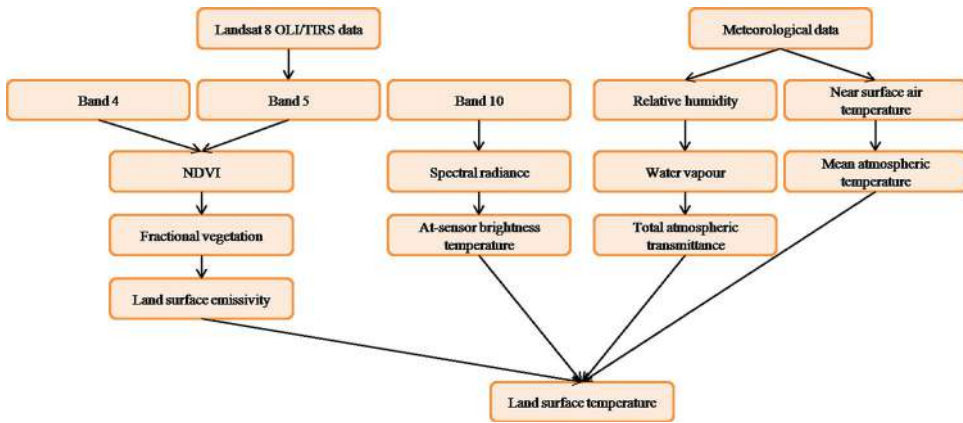 Landsat 8 OLI/TIRS data
Meteorological data
Band 4
Band 5
Band 10
Relative humidity
Near surface air
temperature
NDVI
Spectral radiance
Water vapour
Mean atmospheric
temperature
Fractional vegetation
At-sensor brightness
temperature
Total atmospheric
transmittance
Land surface emissivity
Land surface temperature